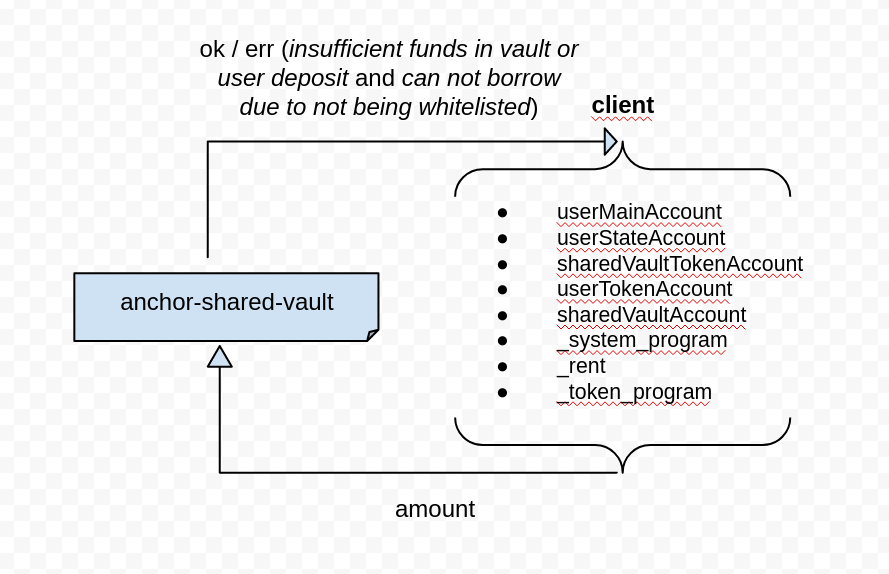 ok / err (insufficient funds in vault or
user deposit and can not borrow
due to not being whitelisted)
client
userMainAccount
userStateAccount
sharedVaultTokenAccount
userTokenAccount
sharedVaultAccount
_system_program
_rent
_token_program
anchor-shared-vault
amount